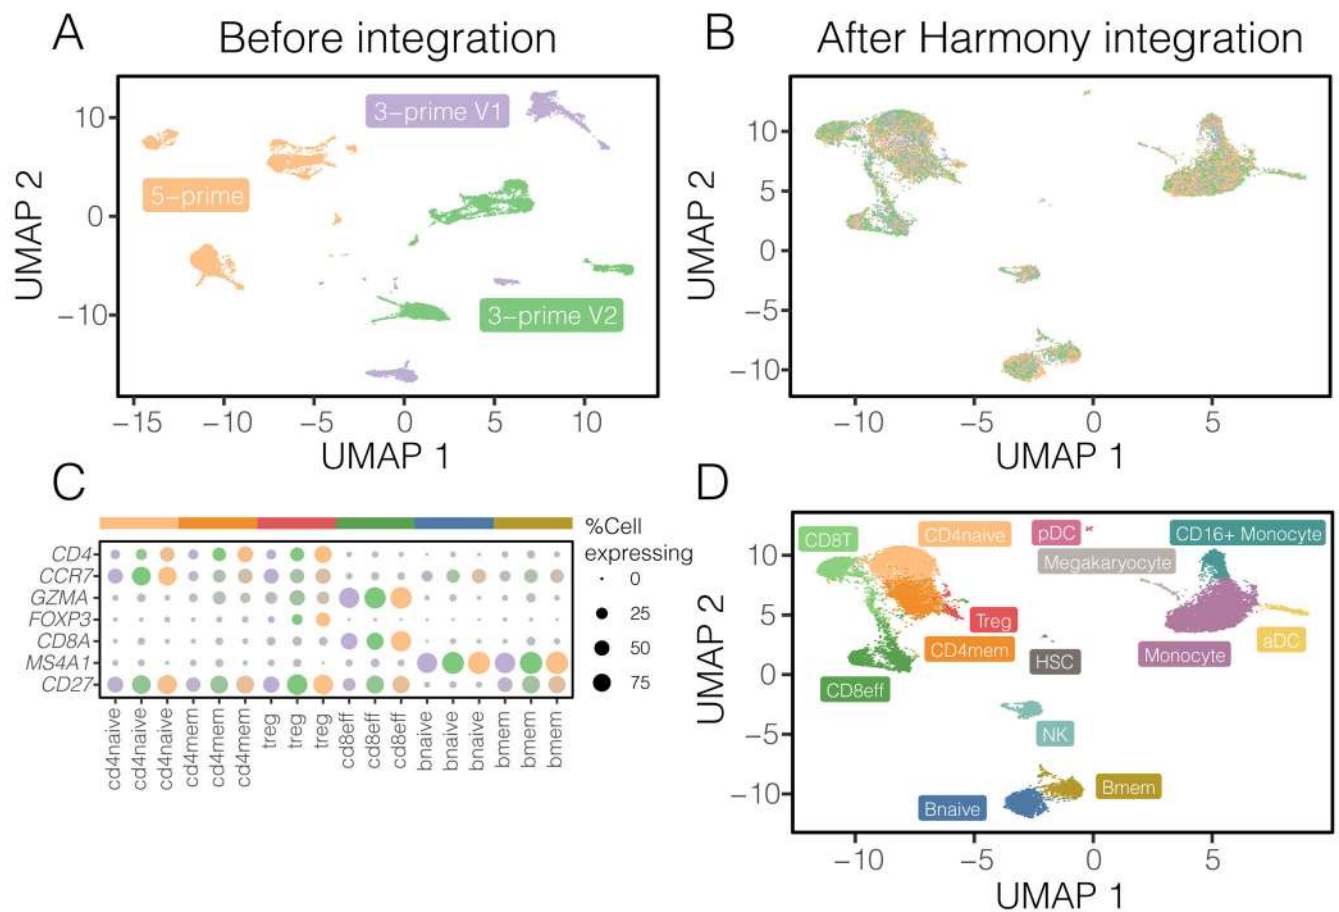 A
Before integration
UMAP 2
10
0
−10
3−prime V1
5−prime
3−prime V2
−15
−10
−5
0
5
10
UMAP 1
B
After Harmony integration
UMAP 2
10
5
0
−5
−10
−10
−5
0
5
UMAP 1
C
CD4
CCR7
GZMA
FOXP3
CD8A
MS4A1
CD27
cd4naive
cd4naive
cd4naive
cd4mem
cd4mem
cd4mem
treg
treg
treg
cd8eff
cd8eff
cd8eff
bnaive
bnaive
bnaive
bmem
bmem
bmem
%Cell
expressing
0
25
50
75
D
UMAP 2
10
5
0
−5
−10
CD8T
CD4naive
pDC
CD16+ Monocyte
Megakaryocyte
Treg
aDC
CD4mem
HSC
Monocyte
CD8eff
NK
Bmem
Bnaive
−10
−5
0
5
UMAP 1